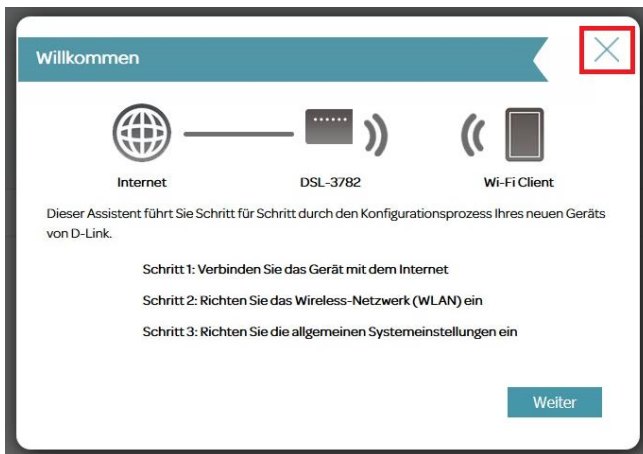 Willkommen
Internet
DSL-3782
Wi-Fi Client
Dieser Assistent führt Sie Schritt für Schritt durch den Konfigurationsprozess Ihres neuen Geräts
von D-Link.
Schritt 1: Verbinden Sie das Gerät mit dem Internet
Schritt 2: Richten Sie das Wireless-Netzwerk (WLAN) ein
Schritt 3: Richten Sie die allgemeinen Systemeinstellungen ein
Weiter